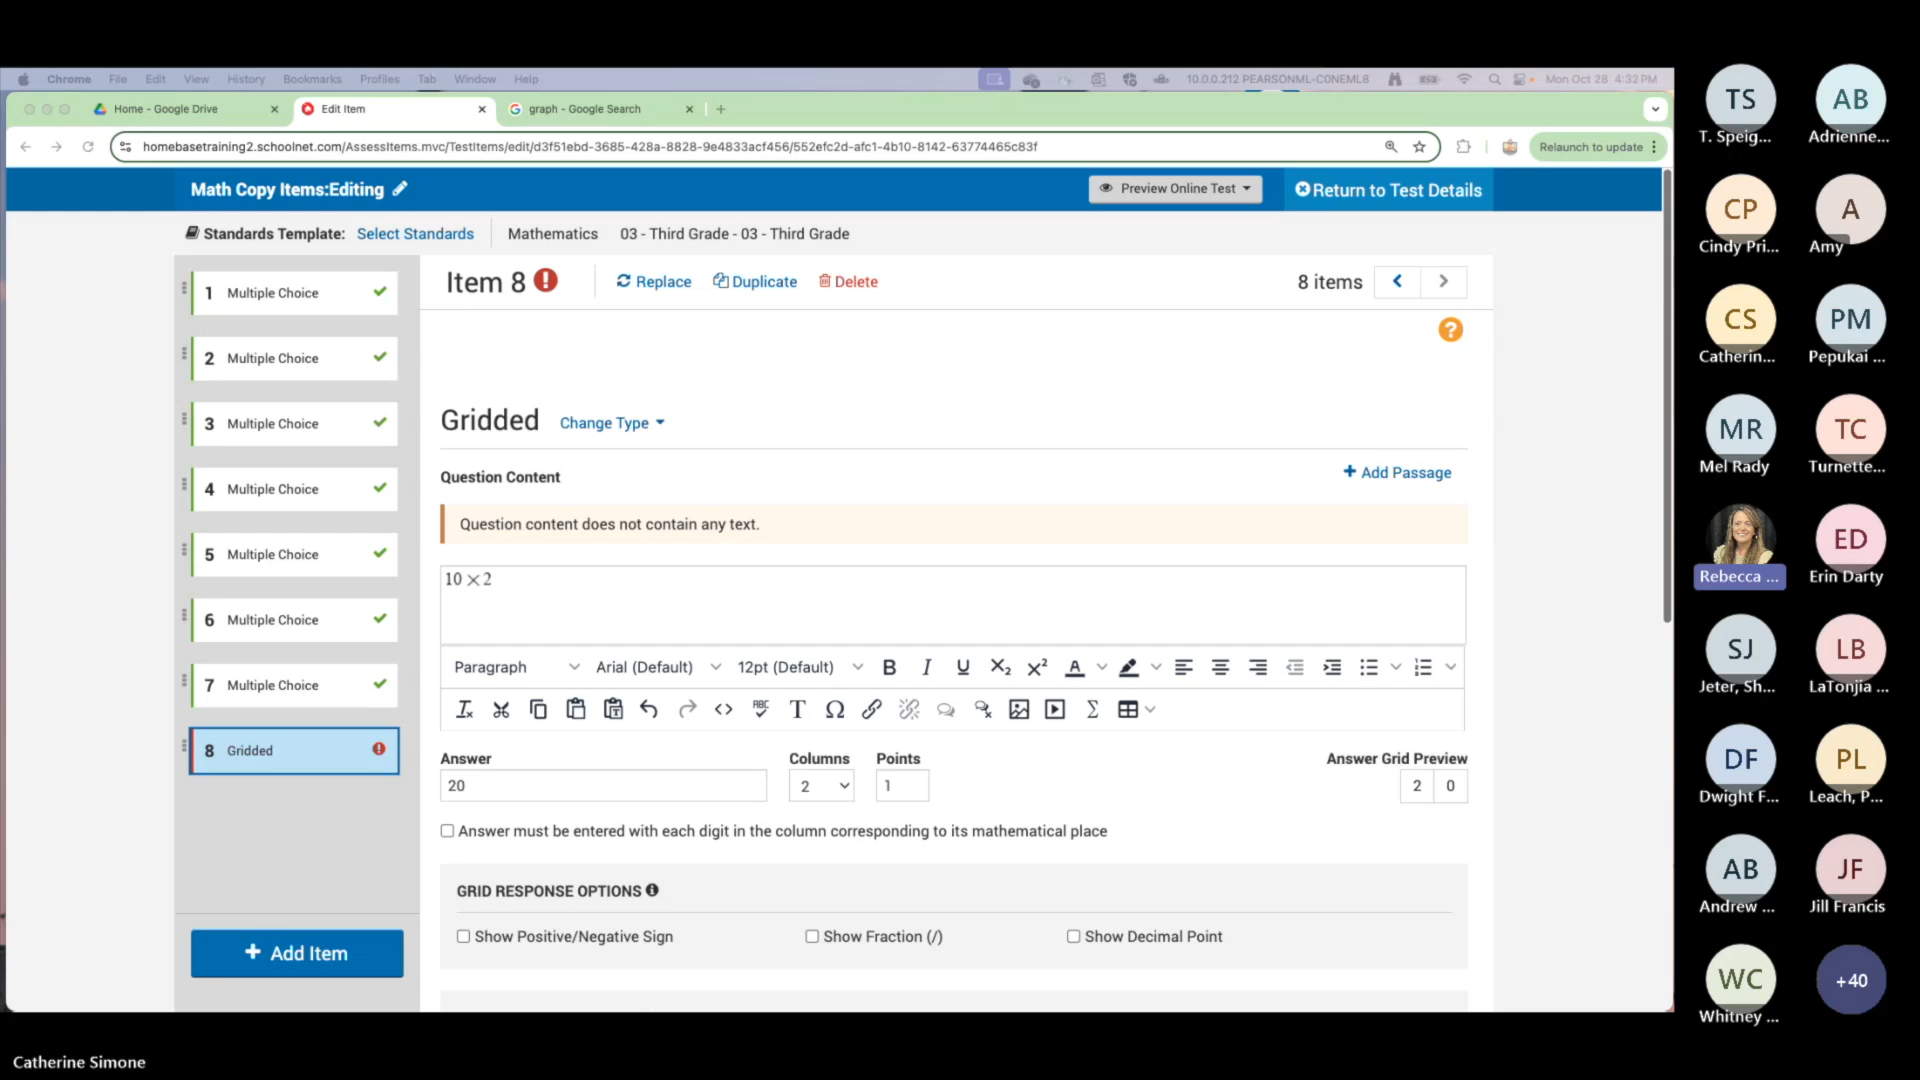 Chrome File Edit View History Bookmarks Profiles Tab Window Help 10.0.0.212 PEARSONML-C0NEML8 Mon Oct 28 4:32 PM
Home - Google Drive
Edit Item
graph - Google Search
homebasetraining2.schoolnet.com/AssessItems.mvc/TestItems/edit/d3f51ebd-3685-428a-8828-9e4833acf456/552efc2d-afc1-4b10-8142-63774465c83f
Relaunch to update
Math Copy Items:Editing
Preview Online Test
Return to Test Details
Standards Template: Select Standards Mathematics 03 - Third Grade - 03 - Third Grade
1 Multiple Choice
2 Multiple Choice
3 Multiple Choice
4 Multiple Choice
5 Multiple Choice
6 Multiple Choice
7 Multiple Choice
8 Gridded
+ Add Item
Item 8
Replace Duplicate Delete
8 items
Gridded Change Type
Question Content
+ Add Passage
Question content does not contain any text.
10 × 2
Paragraph Arial (Default) 12pt (Default) B I U X₂ X² A
ABC T Ω Σ
Answer Columns Points Answer Grid Preview
20 2 1 2 0
Answer must be entered with each digit in the column corresponding to its mathematical place
GRID RESPONSE OPTIONS
Show Positive/Negative Sign Show Fraction (/) Show Decimal Point
TS AB
T. Speig... Adrienne...
CP A
Cindy Pri... Amy
CS PM
Catherin... Pepukai ...
MR TC
Mel Rady Turnette...
ED
Rebecca ... Erin Darty
SJ LB
Jeter, Sh... LaTonjia ...
DF PL
Dwight F... Leach, P...
AB JF
Andrew ... Jill Francis
WC +40
Whitney ...
Catherine Simone